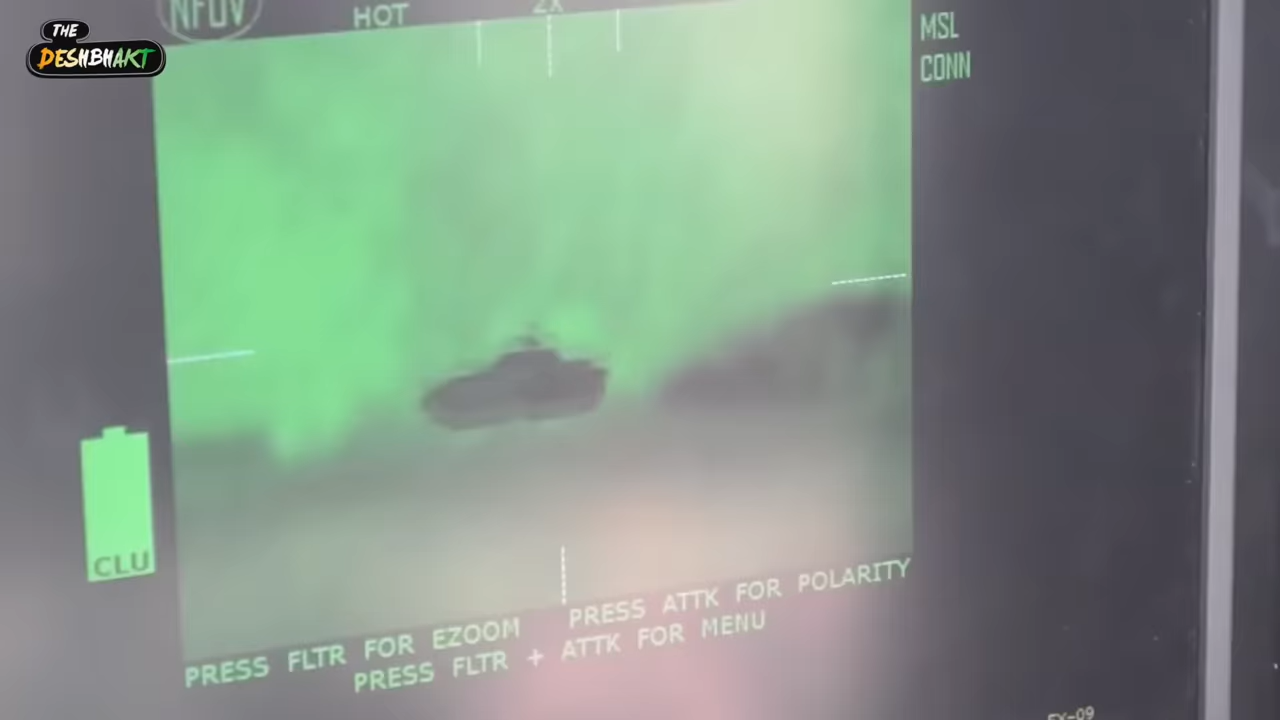 THE
DESHBHAKT
NFOV
HOT
2X
MSL
CONN
CLU
PRESS FLTR FOR EZOOM PRESS ATTK FOR POLARITY
PRESS FLTR + ATTK FOR MENU